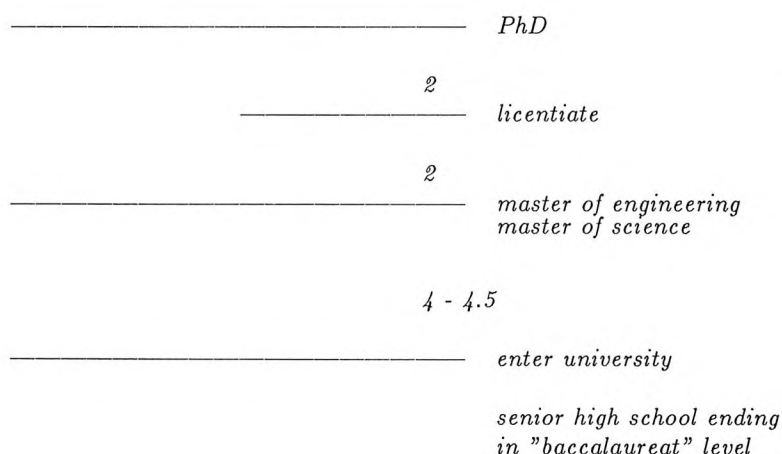 PhD
2
licentiate
2
master of engineering
master of science
4 - 4.5
enter university
senior high school ending
in "baccalaureat" level